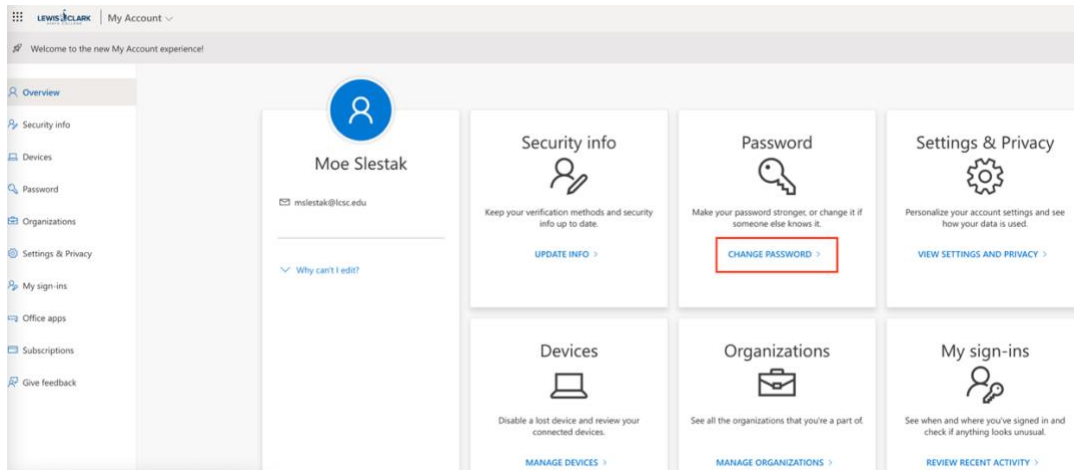 LEWIS CLARK
My Account
Welcome to the new My Account experience!
Overview
Security info
Devices
Password
Organizations
Settings & Privacy
My sign-ins
Office apps
Subscriptions
Give feedback
Moe Slestak
mslestak@lcsc.edu
Why can't I edit?
Security info
Keep your verification methods and security
info up to date.
UPDATE INFO >
Password
Make your password stronger, or change it if
someone else knows it.
CHANGE PASSWORD >
Settings & Privacy
Personalize your account settings and see
how your data is used.
VIEW SETTINGS AND PRIVACY >
Devices
Disable a lost device and review your
connected devices.
MANAGE DEVICES >
Organizations
See all the organizations that you're a part of.
MANAGE ORGANIZATIONS >
My sign-ins
See when and where you've signed in and
check if anything looks unusual.
REVIEW RECENT ACTIVITY >